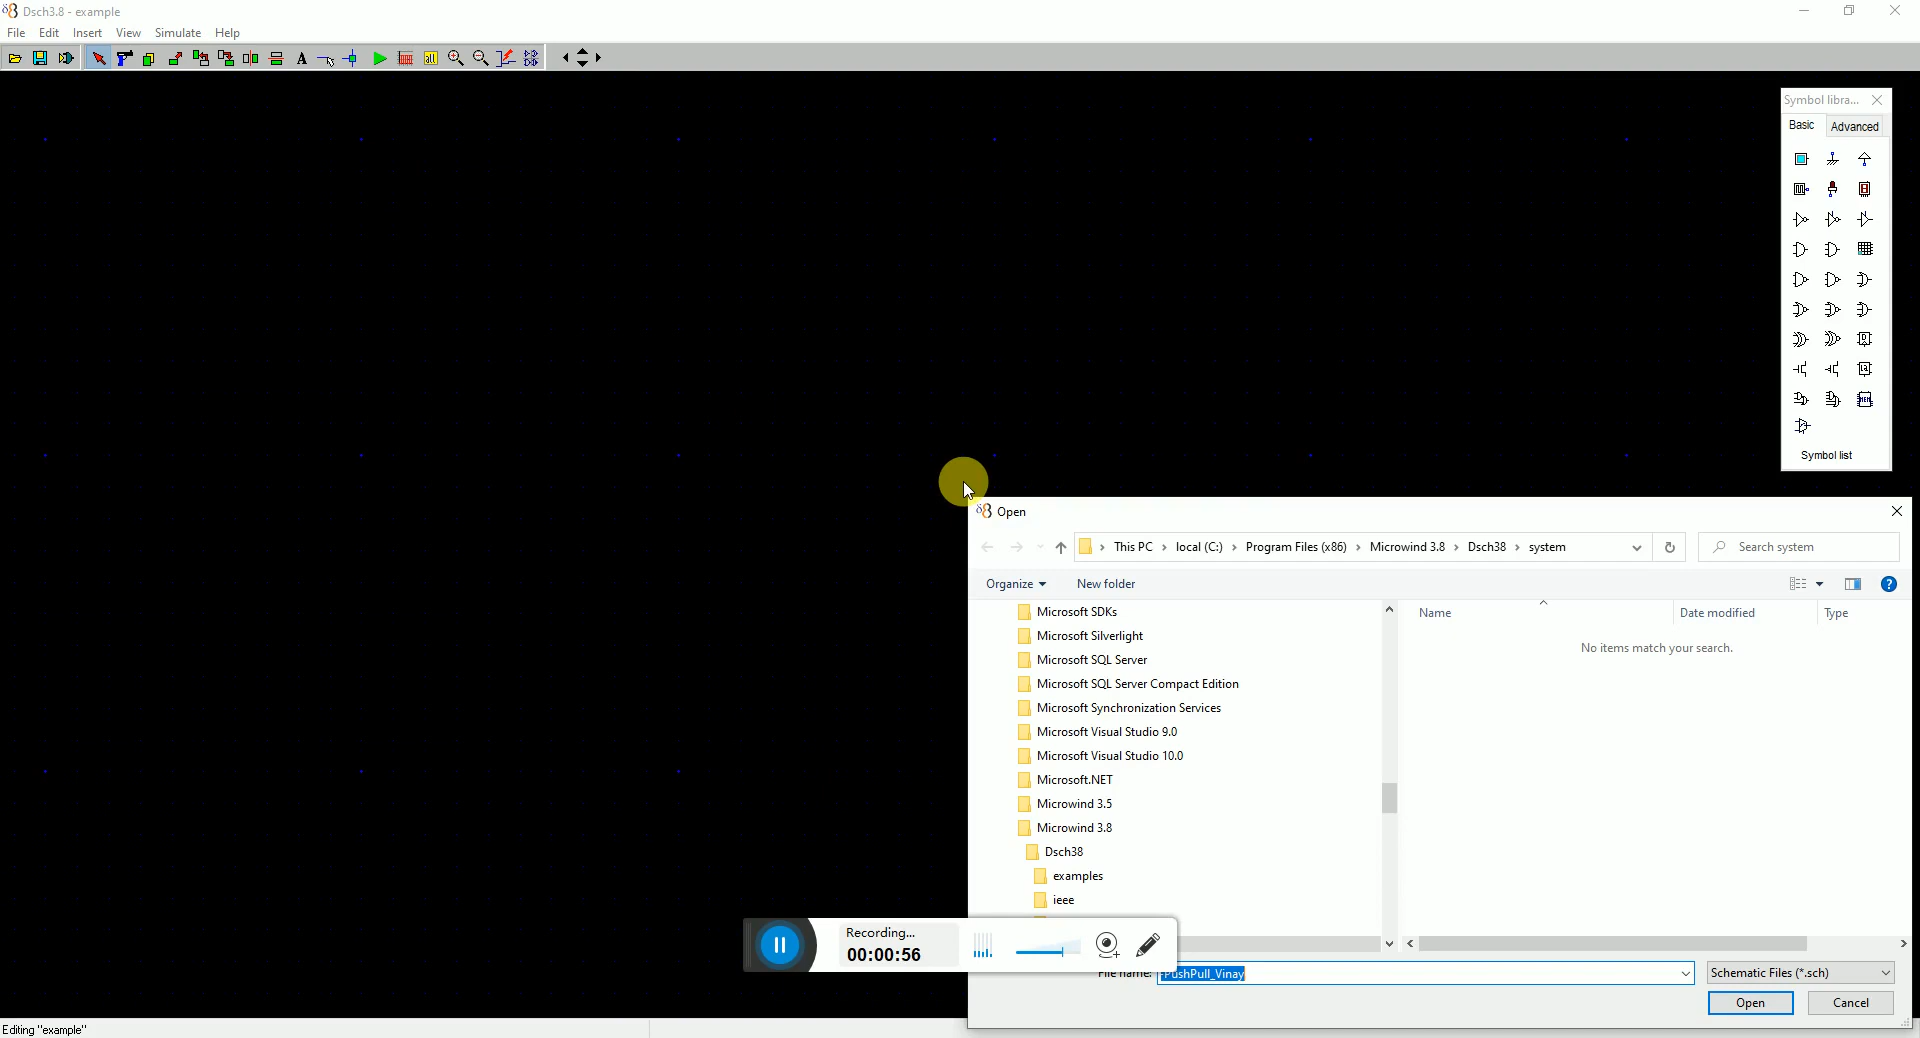 Dsch3.8 - example
File Edit Insert View Simulate Help
Symbol libra...
Basic Advanced
Symbol list
Open
This PC › local (C:) › Program Files (x86) › Microwind 3.8 › Dsch38 › system
Search system
Organize New folder
Name Date modified Type
No items match your search.
Microsoft SDKs
Microsoft Silverlight
Microsoft SQL Server
Microsoft SQL Server Compact Edition
Microsoft Synchronization Services
Microsoft Visual Studio 9.0
Microsoft Visual Studio 10.0
Microsoft.NET
Microwind 3.5
Microwind 3.8
Dsch38
examples
ieee
Recording...
00:00:56
File name: PushPull_Vinay
Schematic Files (*.sch)
Open Cancel
Editing "example"